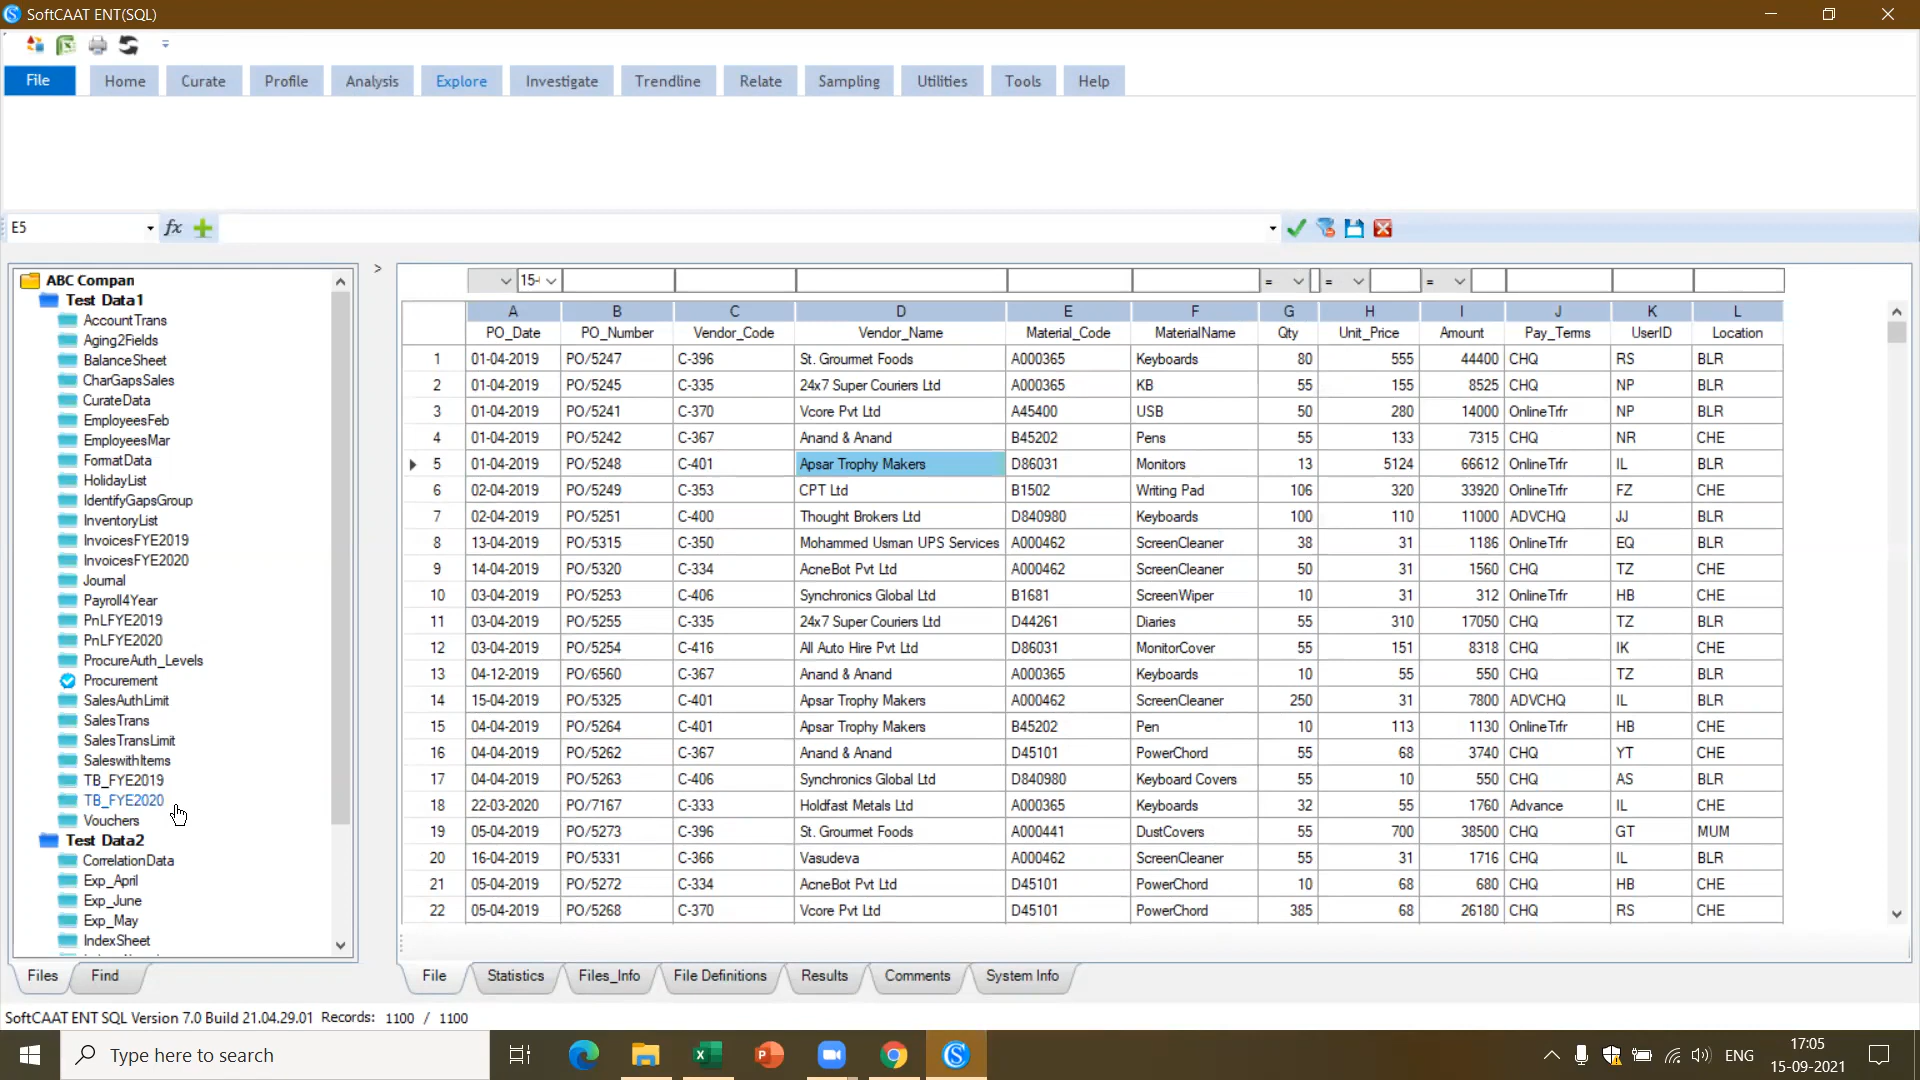 SoftCAAT ENT(SQL)
File Home Curate Profile Analysis Explore Investigate Trendline Relate Sampling Utilities Tools Help
E5 fx
ABC Compan
Test Data1
AccountTrans
Aging2Fields
BalanceSheet
CharGapsSales
CurateData
EmployeesFeb
EmployeesMar
FormatData
HolidayList
IdentifyGapsGroup
InventoryList
InvoicesFYE2019
InvoicesFYE2020
Journal
Payroll4Year
PnLFYE2019
PnLFYE2020
ProcureAuth_Levels
Procurement
SalesAuthLimit
SalesTrans
SalesTransLimit
SaleswithItems
TB_FYE2019
TB_FYE2020
Vouchers
Test Data2
CorrelationData
Exp_April
Exp_June
Exp_May
IndexSheet
Files Find
> 
= = =
A B C D E F G H I J K L
PO_Date PO_Number Vendor_Code Vendor_Name Material_Code MaterialName Qty Unit_Price Amount Pay_Terms UserID Location
1 01-04-2019 PO/5247 C-396 St. Grourmet Foods A000365 Keyboards 80 555 44400 CHQ RS BLR
2 01-04-2019 PO/5245 C-335 24x7 Super Couriers Ltd A000365 KB 55 155 8525 CHQ NP BLR
3 01-04-2019 PO/5241 C-370 Vcore Pvt Ltd A45400 USB 50 280 14000 OnlineTrfr NP BLR
4 01-04-2019 PO/5242 C-367 Anand & Anand B45202 Pens 55 133 7315 CHQ NR CHE
5 01-04-2019 PO/5248 C-401 Apsar Trophy Makers D86031 Monitors 13 5124 66612 OnlineTrfr IL BLR
6 02-04-2019 PO/5249 C-353 CPT Ltd B1502 Writing Pad 106 320 33920 OnlineTrfr FZ CHE
7 02-04-2019 PO/5251 C-400 Thought Brokers Ltd D840980 Keyboards 100 110 11000 ADVCHQ JJ BLR
8 13-04-2019 PO/5315 C-350 Mohammed Usman UPS Services A000462 ScreenCleaner 38 31 1186 OnlineTrfr EQ BLR
9 14-04-2019 PO/5320 C-334 AcneBot Pvt Ltd A000462 ScreenCleaner 50 31 1560 CHQ TZ CHE
10 03-04-2019 PO/5253 C-406 Synchronics Global Ltd B1681 ScreenWiper 10 31 312 OnlineTrfr HB CHE
11 03-04-2019 PO/5255 C-335 24x7 Super Couriers Ltd D44261 Diaries 55 310 17050 CHQ TZ BLR
12 03-04-2019 PO/5254 C-416 All Auto Hire Pvt Ltd D86031 MonitorCover 55 151 8318 CHQ IK CHE
13 04-12-2019 PO/6560 C-367 Anand & Anand A000365 Keyboards 10 55 550 CHQ TZ BLR
14 15-04-2019 PO/5325 C-401 Apsar Trophy Makers A000462 ScreenCleaner 250 31 7800 ADVCHQ IL BLR
15 04-04-2019 PO/5264 C-401 Apsar Trophy Makers B45202 Pen 10 113 1130 OnlineTrfr HB CHE
16 04-04-2019 PO/5262 C-367 Anand & Anand D45101 PowerChord 55 68 3740 CHQ YT CHE
17 04-04-2019 PO/5263 C-406 Synchronics Global Ltd D840980 Keyboard Covers 55 10 550 CHQ AS BLR
18 22-03-2020 PO/7167 C-333 Holdfast Metals Ltd A000365 Keyboards 32 55 1760 Advance IL CHE
19 05-04-2019 PO/5273 C-396 St. Grourmet Foods A000441 DustCovers 55 700 38500 CHQ GT MUM
20 16-04-2019 PO/5331 C-366 Vasudeva A000462 ScreenCleaner 55 31 1716 CHQ IL BLR
21 05-04-2019 PO/5272 C-334 AcneBot Pvt Ltd D45101 PowerChord 10 68 680 CHQ HB CHE
22 05-04-2019 PO/5268 C-370 Vcore Pvt Ltd D45101 PowerChord 385 68 26180 CHQ RS CHE
File Statistics Files_Info File Definitions Results Comments System Info
SoftCAAT ENT SQL Version 7.0 Build 21.04.29.01 Records: 1100 / 1100
Type here to search
ENG
17:05
15-09-2021